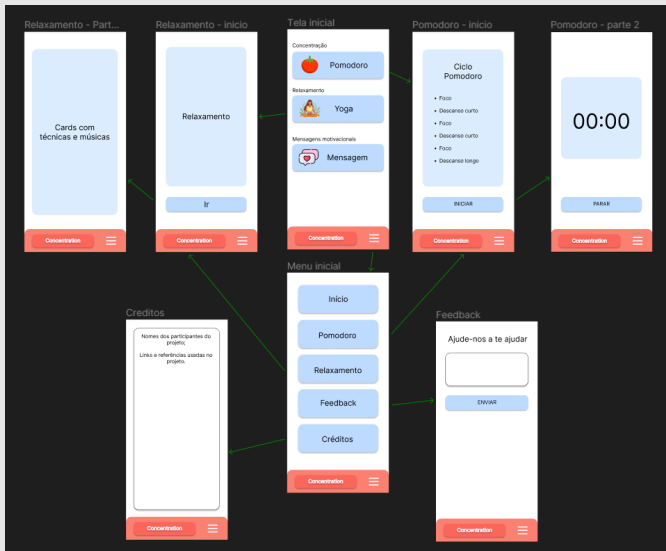 Relaxamento - Part...
Cards com
técnicas e músicas
Concentration
Relaxamento - inicio
Relaxamento
Ir
Concentration
Tela inicial
Concentração
Pomodoro
Relaxamento
Yoga
Mensagens motivacionais
Mensagem
Concentration
Pomodoro - inicio
Ciclo
Pomodoro
• Foco
• Descanso curto
• Foco
• Descanso curto
• Foco
• Descanso longo
INICIAR
Concentration
Pomodoro - parte 2
00:00
PARAR
Concentration
Creditos
Nomes dos participantes do
projeto;
Links e referências usadas no
projeto.
Concentration
Menu inicial
Início
Pomodoro
Relaxamento
Feedback
Créditos
Concentration
Feedback
Ajude-nos a te ajudar
ENVIAR
Concentration